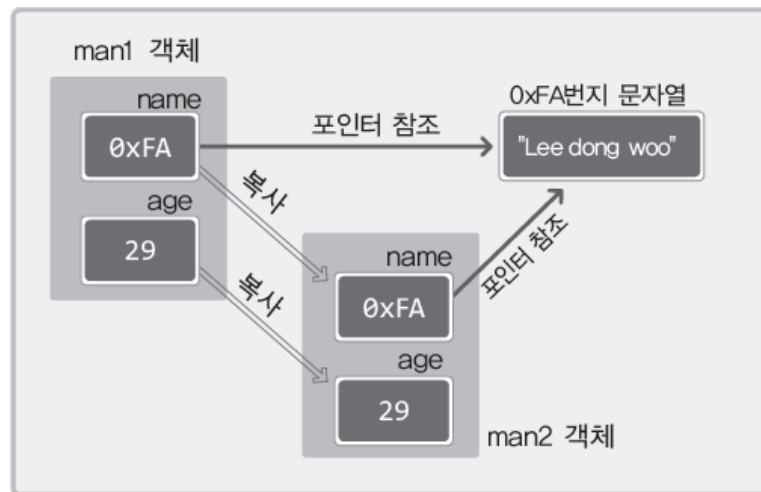 man1 객체
name
0xFA
age
29
포인터 참조
0xFA번지 문자열
"Lee dong woo"
복사
복사
포인터 참조
name
0xFA
age
29
man2 객체